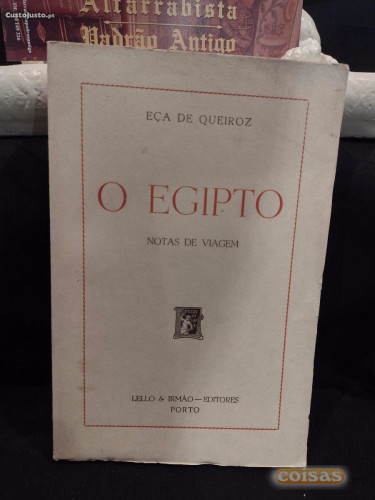 CustoJusto.pt
Alfarrabista
Padrão Antigo
EÇA DE QUEIROZ
O EGIPTO
NOTAS DE VIAGEM
LELLO & IRMÃO—EDITORES
PORTO
coisas